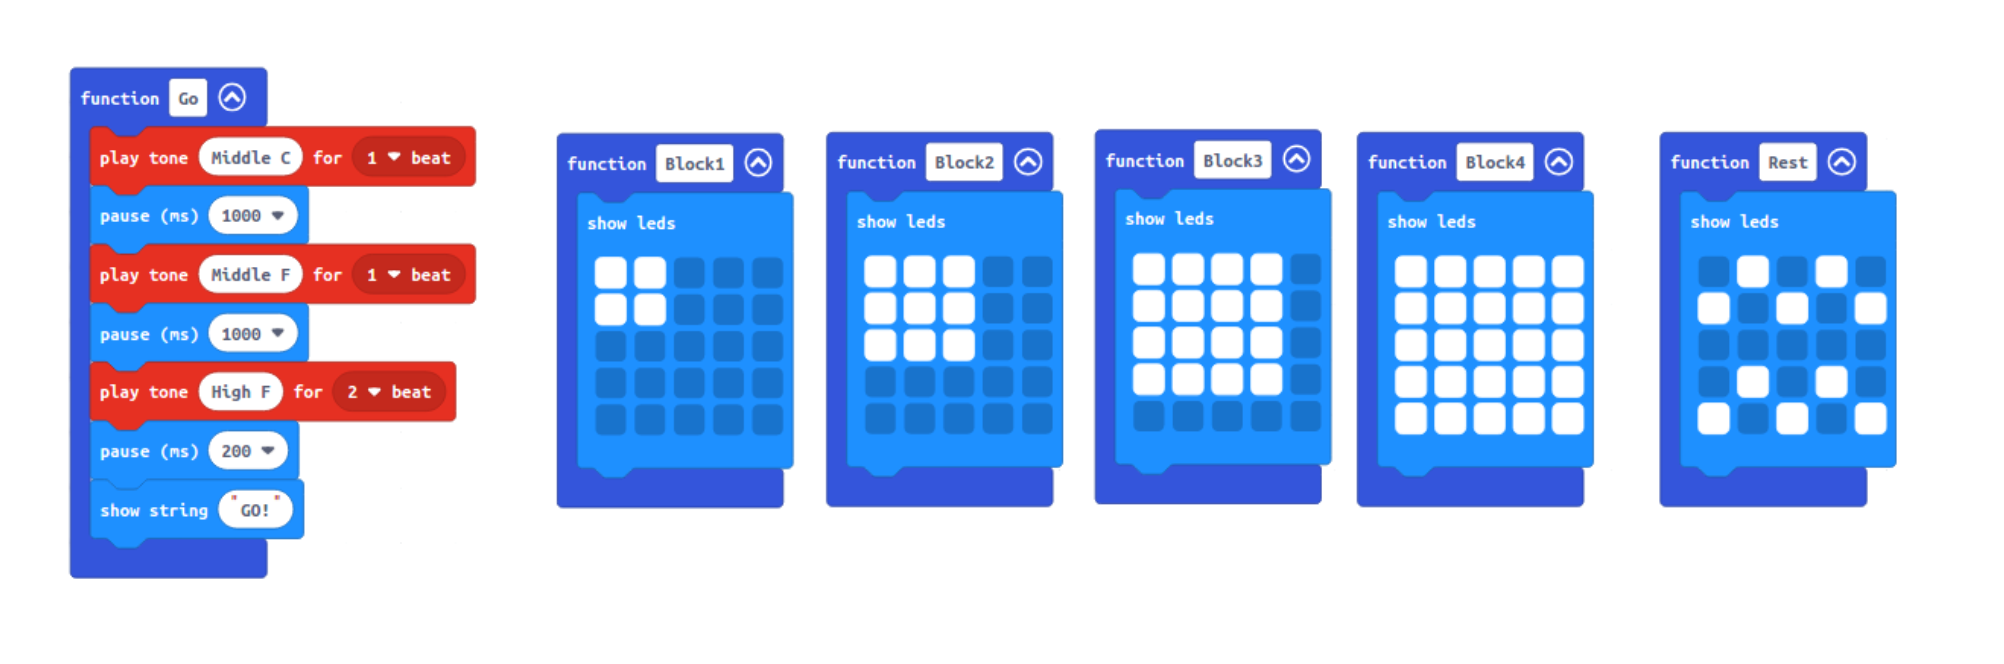 function Go
play tone Middle C for 1 beat
pause (ms) 1000
play tone Middle F for 1 beat
pause (ms) 1000
play tone High F for 2 beat
pause (ms) 200
show string "GO!"
function Block1
show leds
function Block2
show leds
function Block3
show leds
function Block4
show leds
function Rest
show leds